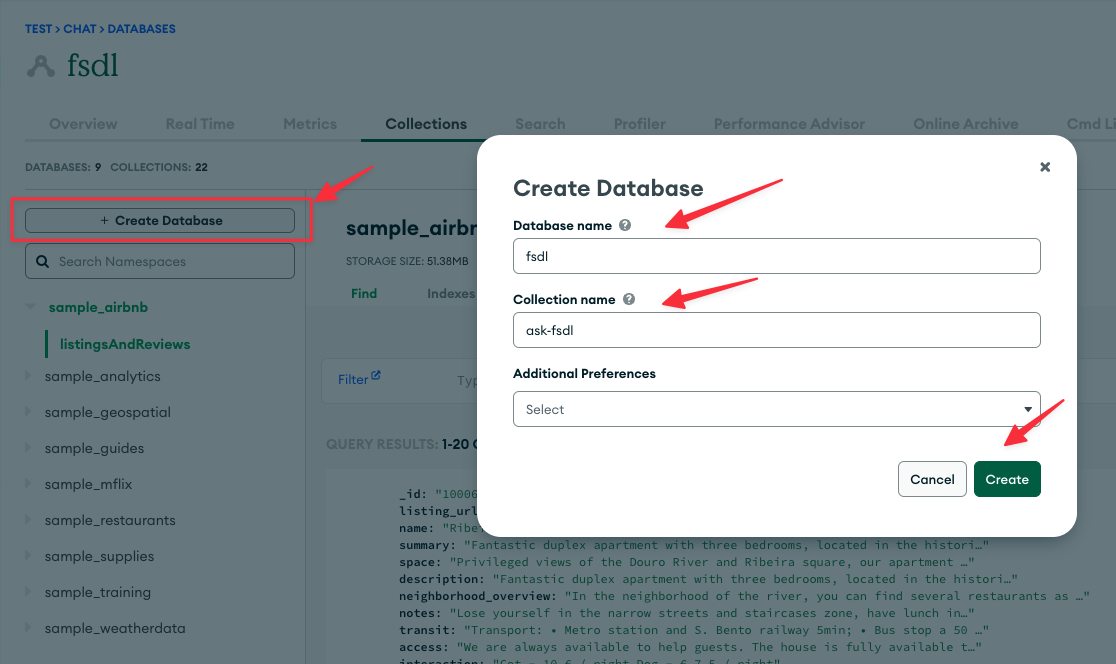 TEST > CHAT > DATABASES
fsdl
Overview Real Time Metrics Collections Search Profiler Performance Advisor Online Archive Cmd Li
DATABASES: 9 COLLECTIONS: 22
+ Create Database
Search Namespaces
sample_airbnb
listingsAndReviews
sample_analytics
sample_geospatial
sample_guides
sample_mflix
sample_restaurants
sample_supplies
sample_training
sample_weatherdata
sample_airbn
STORAGE SIZE: 51.38MB
Find Indexes
Filter Typ
QUERY RESULTS: 1-20
_id: "10006
listing_url
name: "Ribei
summary: "Fantastic duplex apartment with three bedrooms, located in the histori…"
space: "Privileged views of the Douro River and Ribeira square, our apartment …"
description: "Fantastic duplex apartment with three bedrooms, located in the histori…"
neighborhood_overview: "In the neighborhood of the river, you can find several restaurants as …"
notes: "Lose yourself in the narrow streets and staircases zone, have lunch in…"
transit: "Transport: • Metro station and S. Bento railway 5min; • Bus stop a 50 …"
access: "We are always available to help guests. The house is fully available t…"
Create Database
Database name
fsdl
Collection name
ask-fsdl
Additional Preferences
Select
Cancel Create